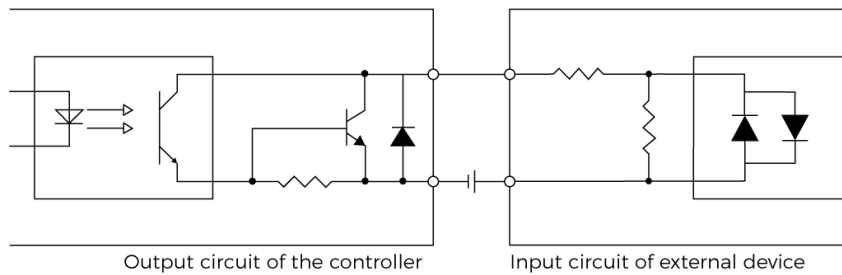 Output circuit of the controller
Input circuit of external device